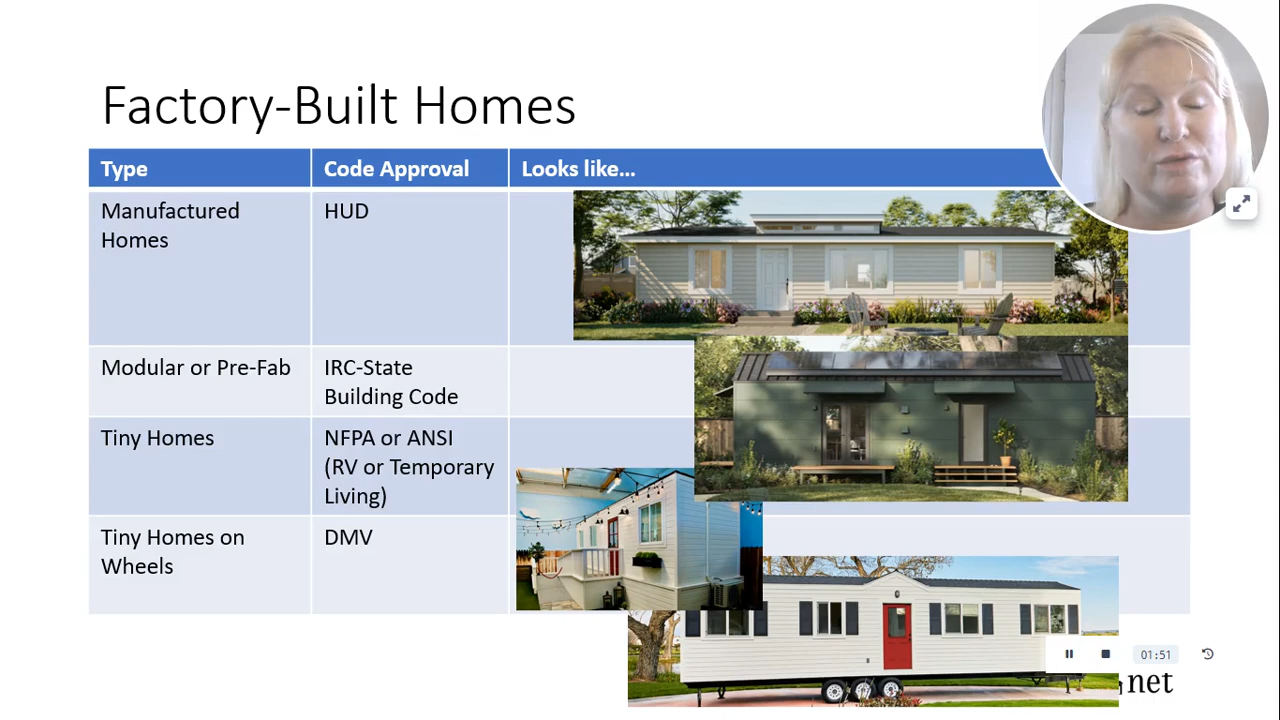 Factory-Built Homes
Type
Code Approval
Looks like...
Manufactured
Homes
HUD
Modular or Pre-Fab
IRC-State
Building Code
Tiny Homes
NFPA or ANSI
(RV or Temporary
Living)
Tiny Homes on
Wheels
DMV
01:51
net